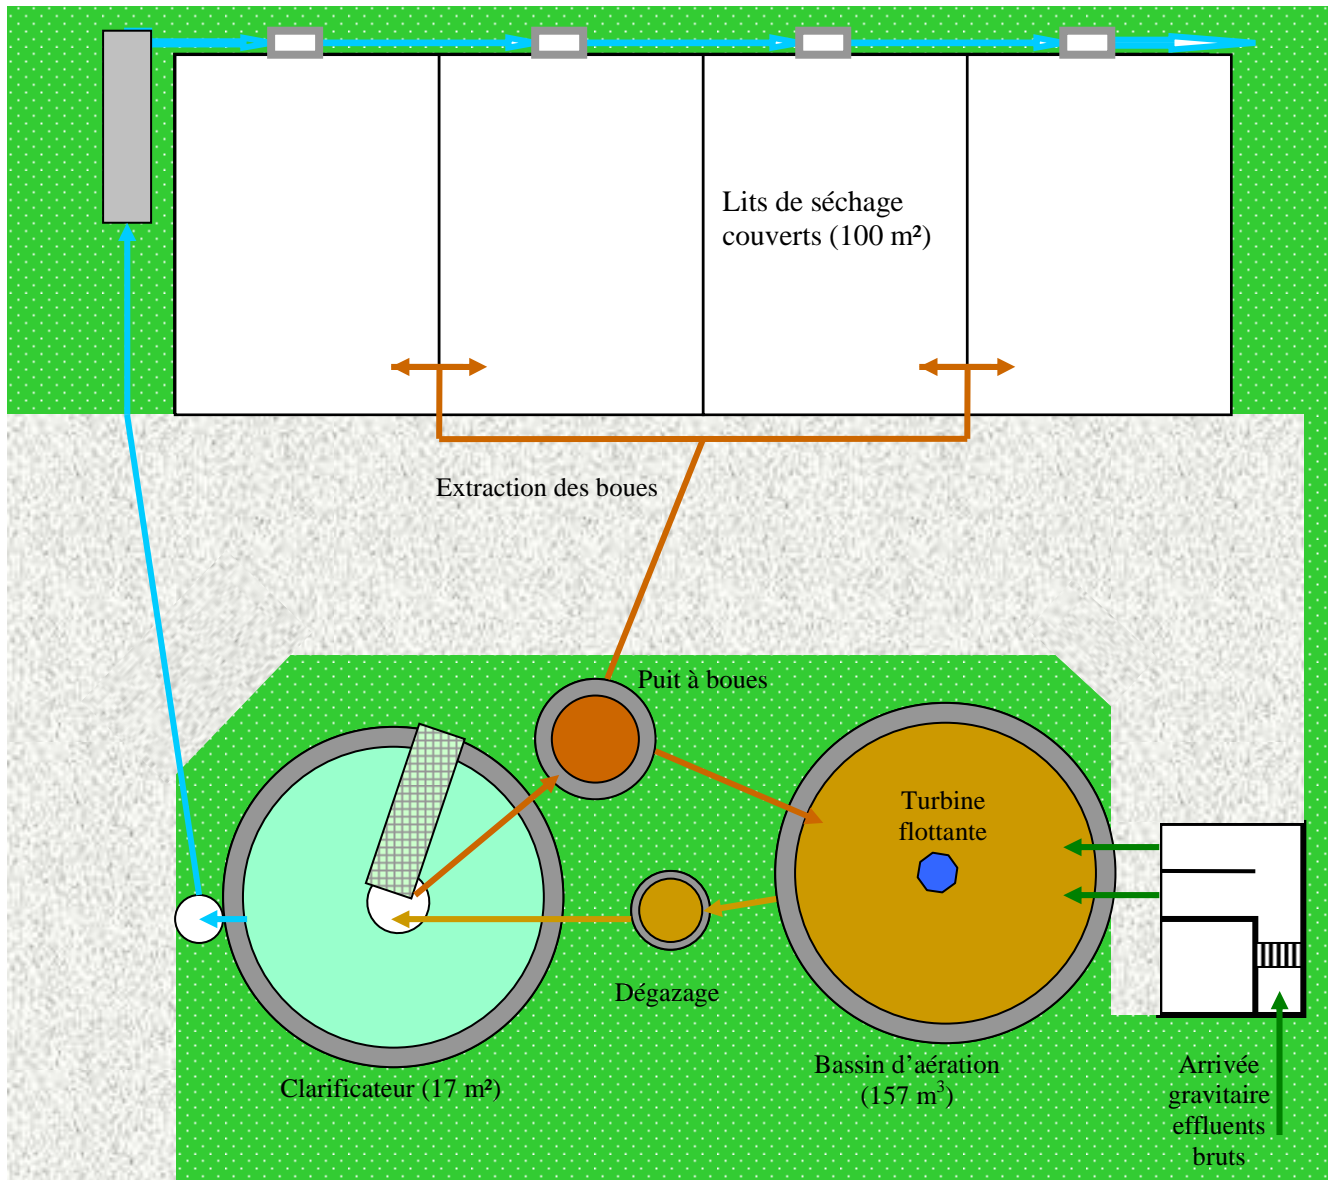 Lits de séchage
couverts (100 m²)
Extraction des boues
Puit à boues
Turbine
flottante
Dégazage
Clarificateur (17 m²)
Bassin d’aération
(157 m³)
Arrivée
gravitaire
effluents
bruts